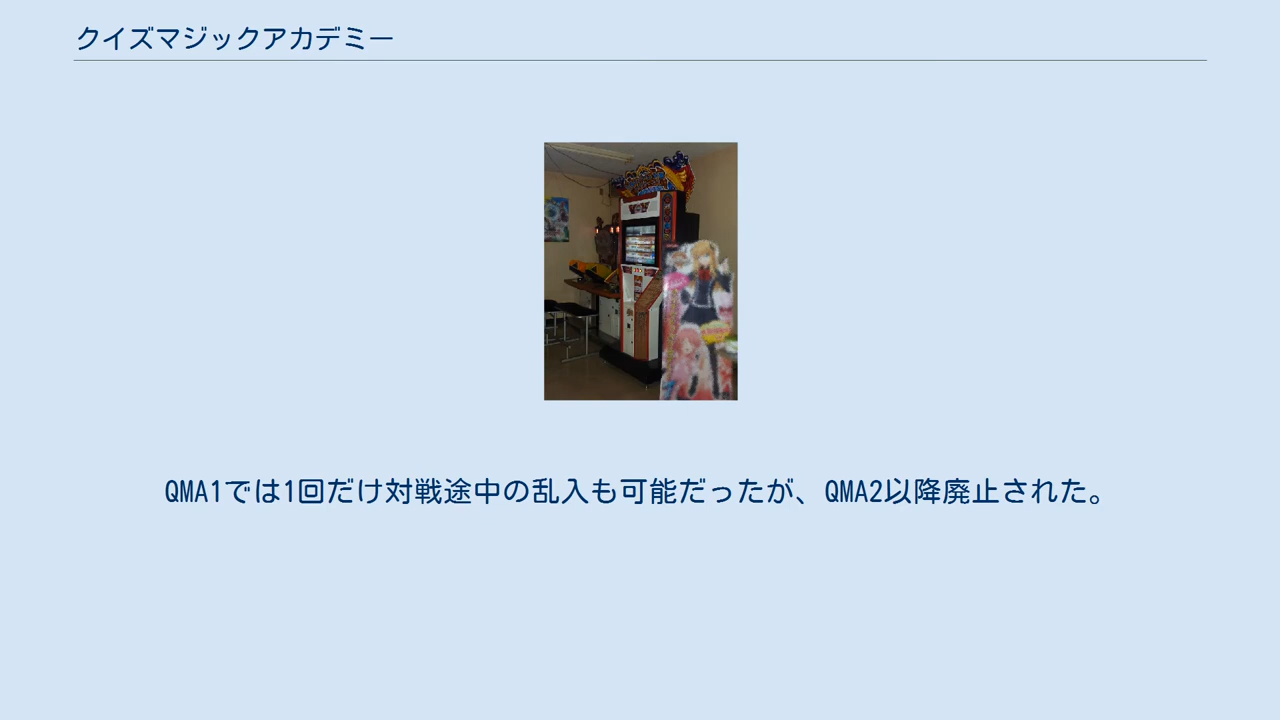 クイズマジックアカデミー
QMA1では1回だけ対戦途中の乱入も可能だったが、QMA2以降廃止された。